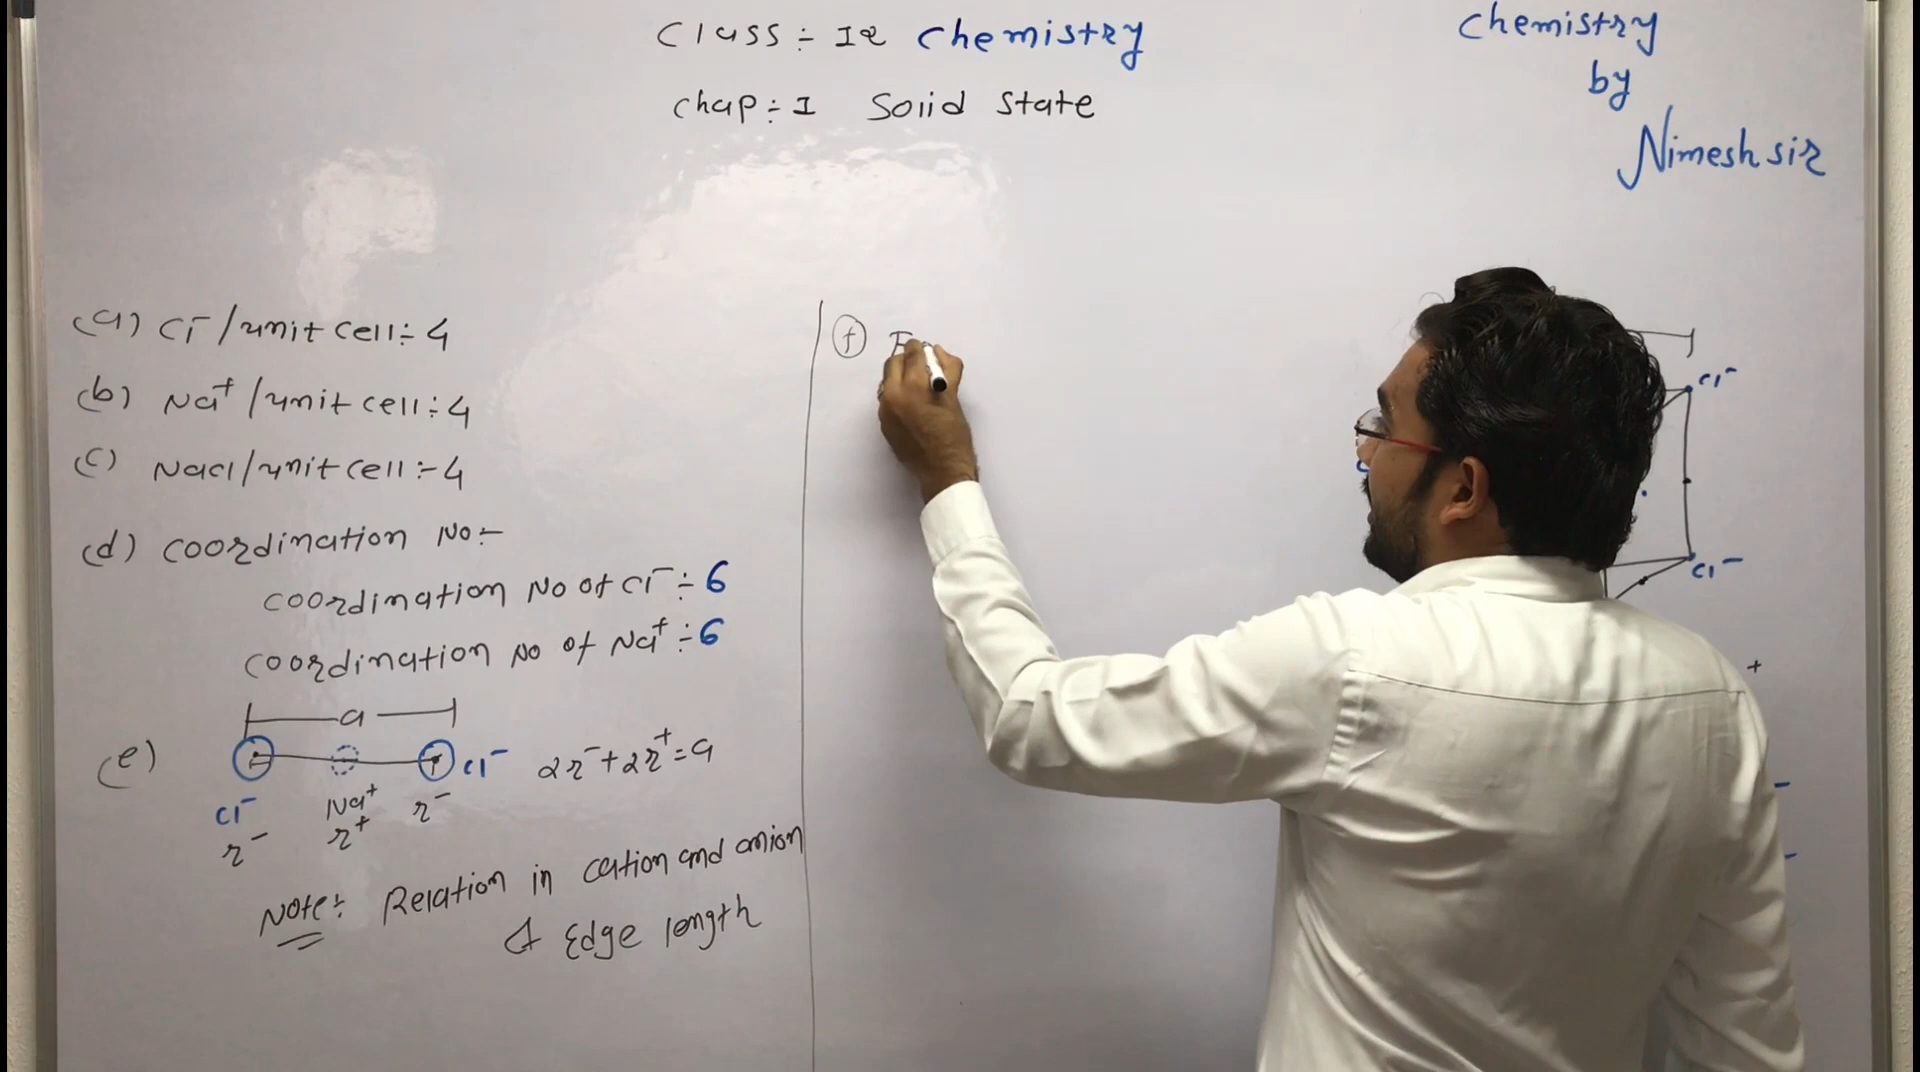 Class :- 12 chemistry
chap :- 1 Solid state
chemistry
by
Nimesh sir
(a) Cl⁻/unit cell :- 4
(b) Na⁺/unit cell :- 4
(c) NaCl/unit cell :- 4
(d) coordination No :-
coordination No of Cl⁻ :- 6
coordination No of Na⁺ :- 6
a
(e)
Cl⁻
2r⁻+2r⁺=a
Cl⁻
Na⁺
r⁻
r⁻
r⁺
Note :- Relation in cation and anion
& Edge length
(f)
Cl⁻
Cl⁻
+
-
-